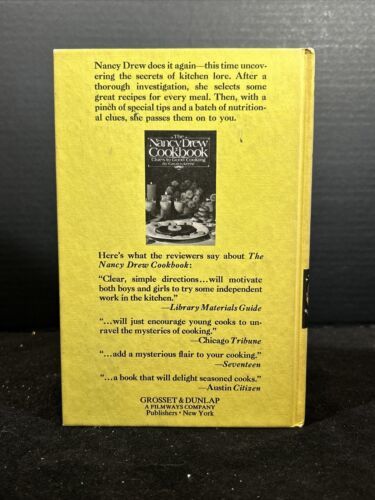 Nancy Drew does it again—this time uncov-
ering the secrets of kitchen lore. After a
thorough investigation, she selects some
great recipes for every meal. Then, with a
pinch of special tips and a batch of nutrition-
al clues, she passes them on to you.
The
Nancy Drew
Cookbook
Clues to Good Cooking
By Carolyn Keene
Here's what the reviewers say about The
Nancy Drew Cookbook:
"Clear, simple directions...will motivate
both boys and girls to try some independent
work in the kitchen."
—Library Materials Guide
"...will just encourage young cooks to un-
ravel the mysteries of cooking."
—Chicago Tribune
"...add a mysterious flair to your cooking."
—Seventeen
"...a book that will delight seasoned cooks."
—Austin Citizen
GROSSET & DUNLAP
A FILMWAYS COMPANY
Publishers • New York